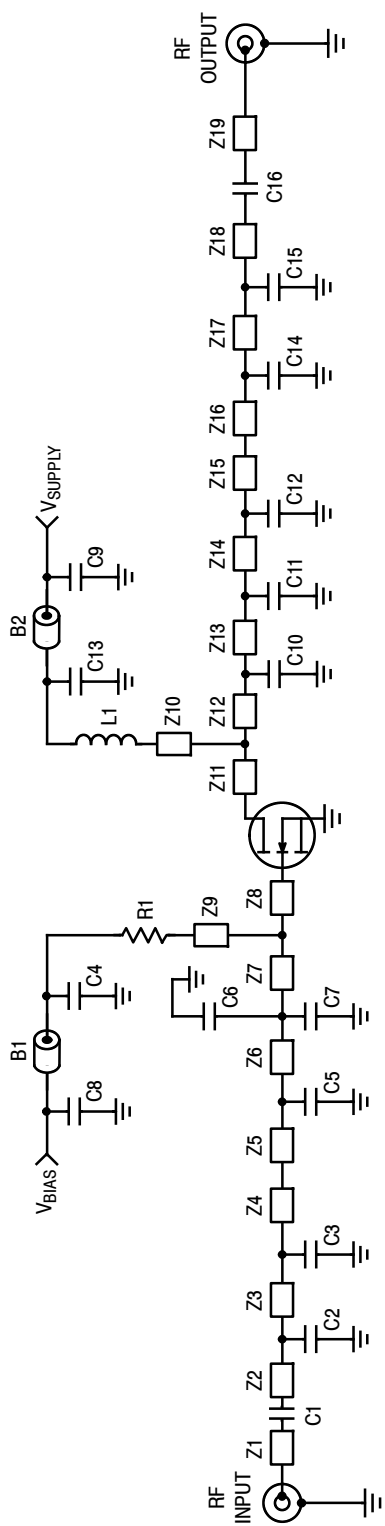 RF
INPUT
Z1
C1
Z2
C2
Z3
C3
Z4
Z5
C5
Z6
C6
C7
Z7
VBIAS
C8
B1
C4
R1
Z9
Z8
Z11
Z10
L1
C13
B2
C9
VSUPPLY
Z12
C10
Z13
C11
Z14
C12
Z15
Z16
C14
Z17
C15
Z18
C16
Z19
RF
OUTPUT